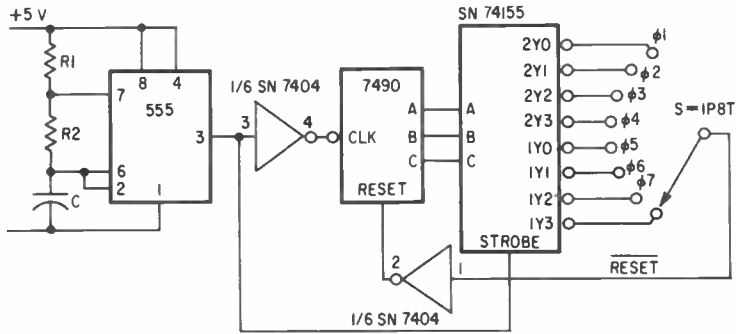 +5 V
SN 74155
R1
8
4
7
555
R2
3
6
2
1
C
1/6 SN 7404
3
4
7490
CLK
A
B
C
RESET
A
B
C
2Y0
2Y1
2Y2
2Y3
1Y0
1Y1
1Y2
1Y3
STROBE
ϕ1
ϕ2
ϕ3
ϕ4
ϕ5
ϕ6
ϕ7
S=1P8T
2
1
RESET
1/6 SN 7404